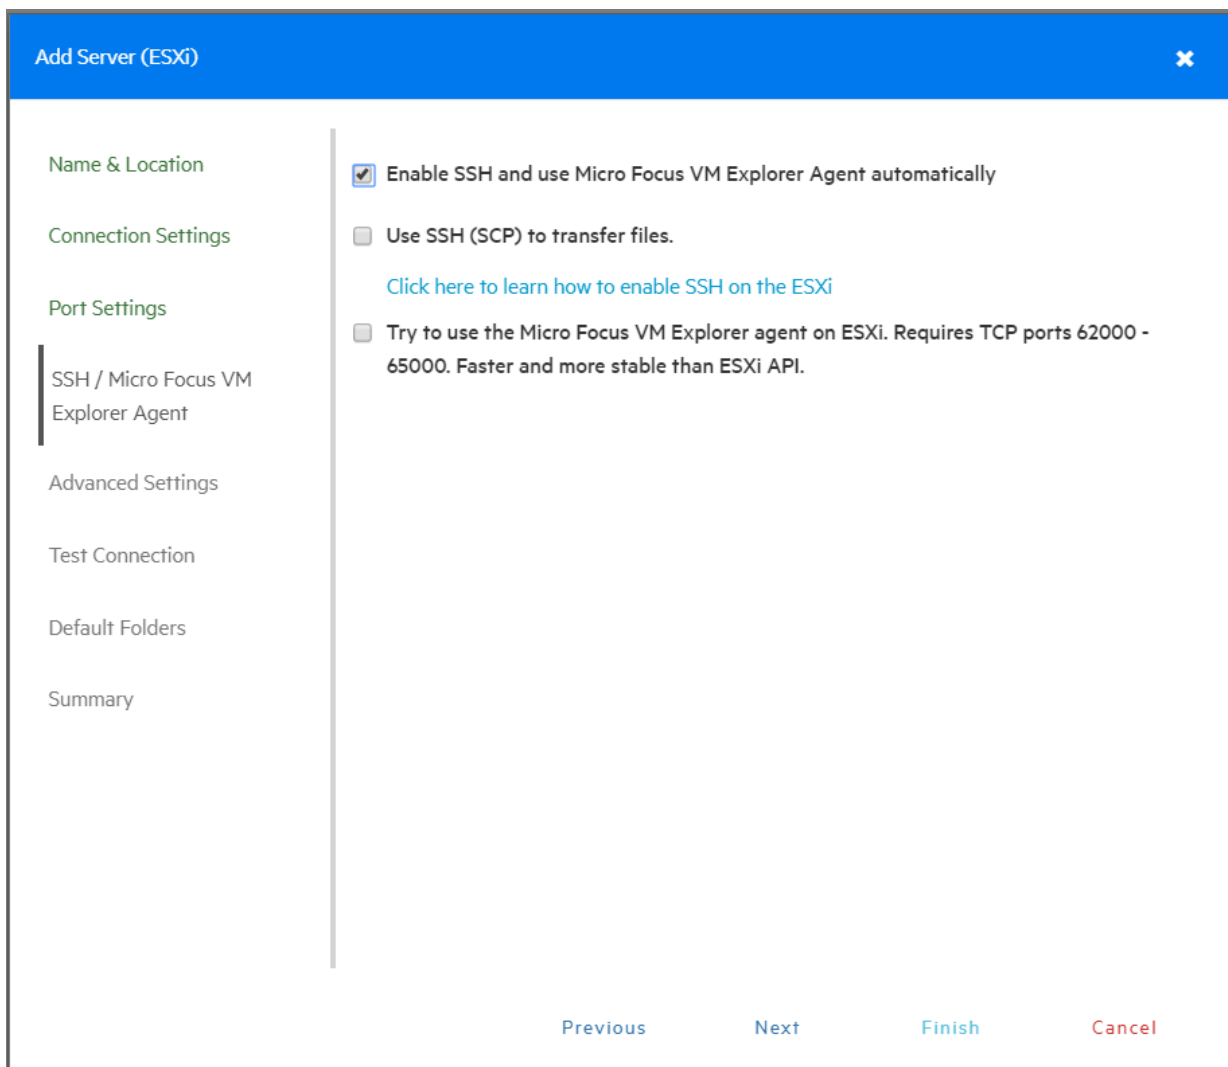 Add Server (ESXi)
Name & Location
Connection Settings
Port Settings
SSH / Micro Focus VM
Explorer Agent
Advanced Settings
Test Connection
Default Folders
Summary
Enable SSH and use Micro Focus VM Explorer Agent automatically
Use SSH (SCP) to transfer files.
Click here to learn how to enable SSH on the ESXi
Try to use the Micro Focus VM Explorer agent on ESXi. Requires TCP ports 62000 -
65000. Faster and more stable than ESXi API.
Previous
Next
Finish
Cancel